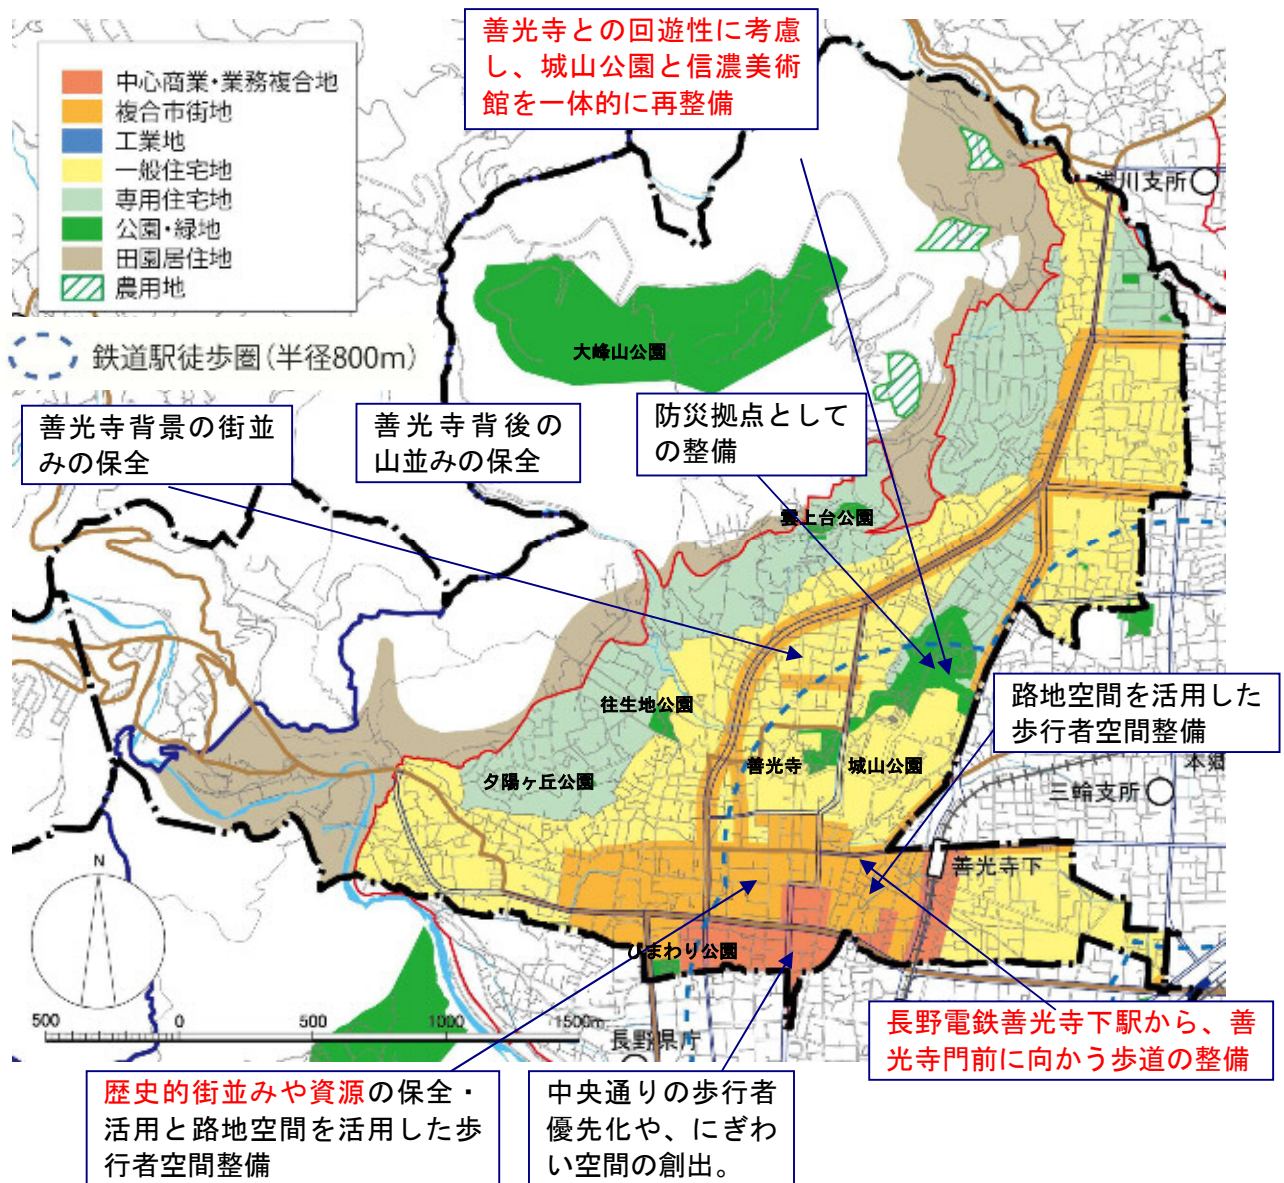 善光寺との回遊性に考慮
し、城山公園と信濃美術
館を一体的に再整備
中心商業・業務複合地
複合市街地
工業地
一般住宅地
専用住宅地
公園・緑地
田園居住地
農用地
鉄道駅徒歩圏(半径800m)
浅川支所
大峰山公園
善光寺背景の街並
みの保全
善光寺背後の
山並みの保全
防災拠点として
の整備
雲上台公園
路地空間を活用した
歩行者空間整備
往生地公園
善光寺
城山公園
夕陽ヶ丘公園
本郷
三輪支所
善光寺下
ひまわり公園
N
500 0 500 1000 1500m
長野県庁
長野電鉄善光寺下駅から、善
光寺門前に向かう歩道の整備
歴史的街並みや資源の保全・
活用と路地空間を活用した歩
行者空間整備
中央通りの歩行者
優先化や、にぎわ
い空間の創出。